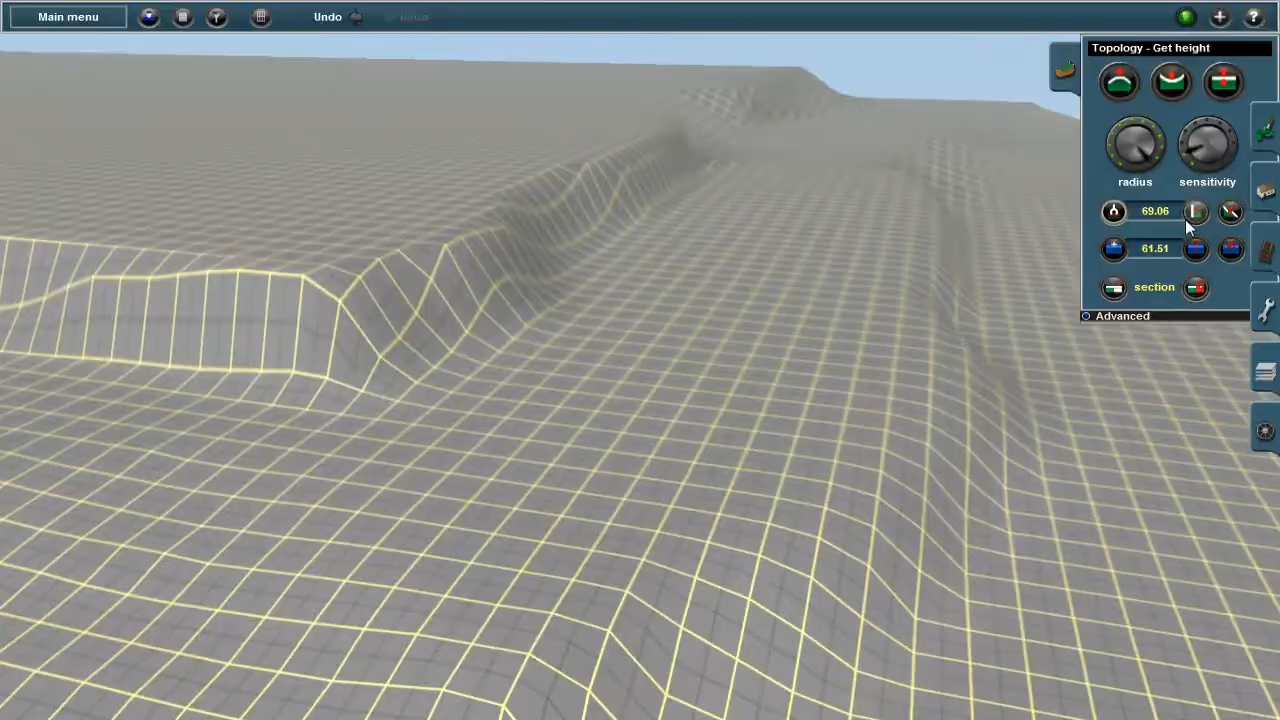 Main menu
Undo
Topology - Get height
radius
sensitivity
69.06
61.51
section
Advanced